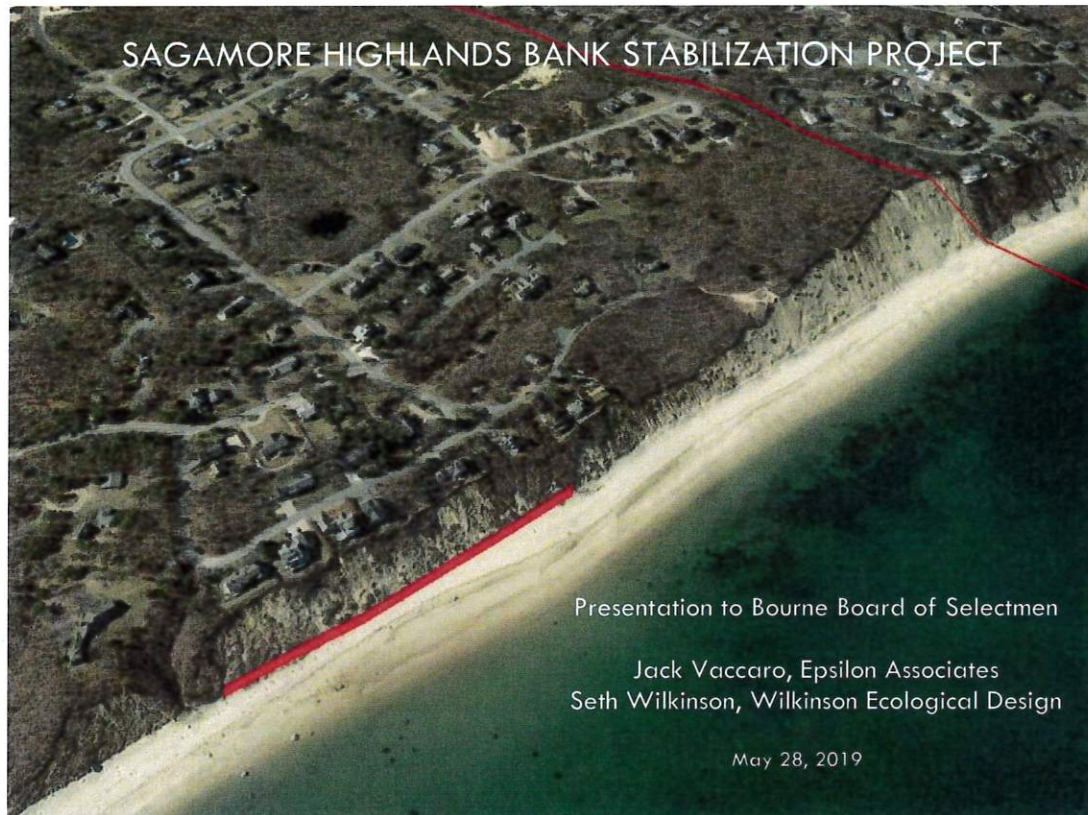 SAGAMORE HIGHLANDS BANK STABILIZATION PROJECT
Presentation to Bourne Board of Selectmen
Jack Vaccaro, Epsilon Associates
Seth Wilkinson, Wilkinson Ecological Design
May 28, 2019